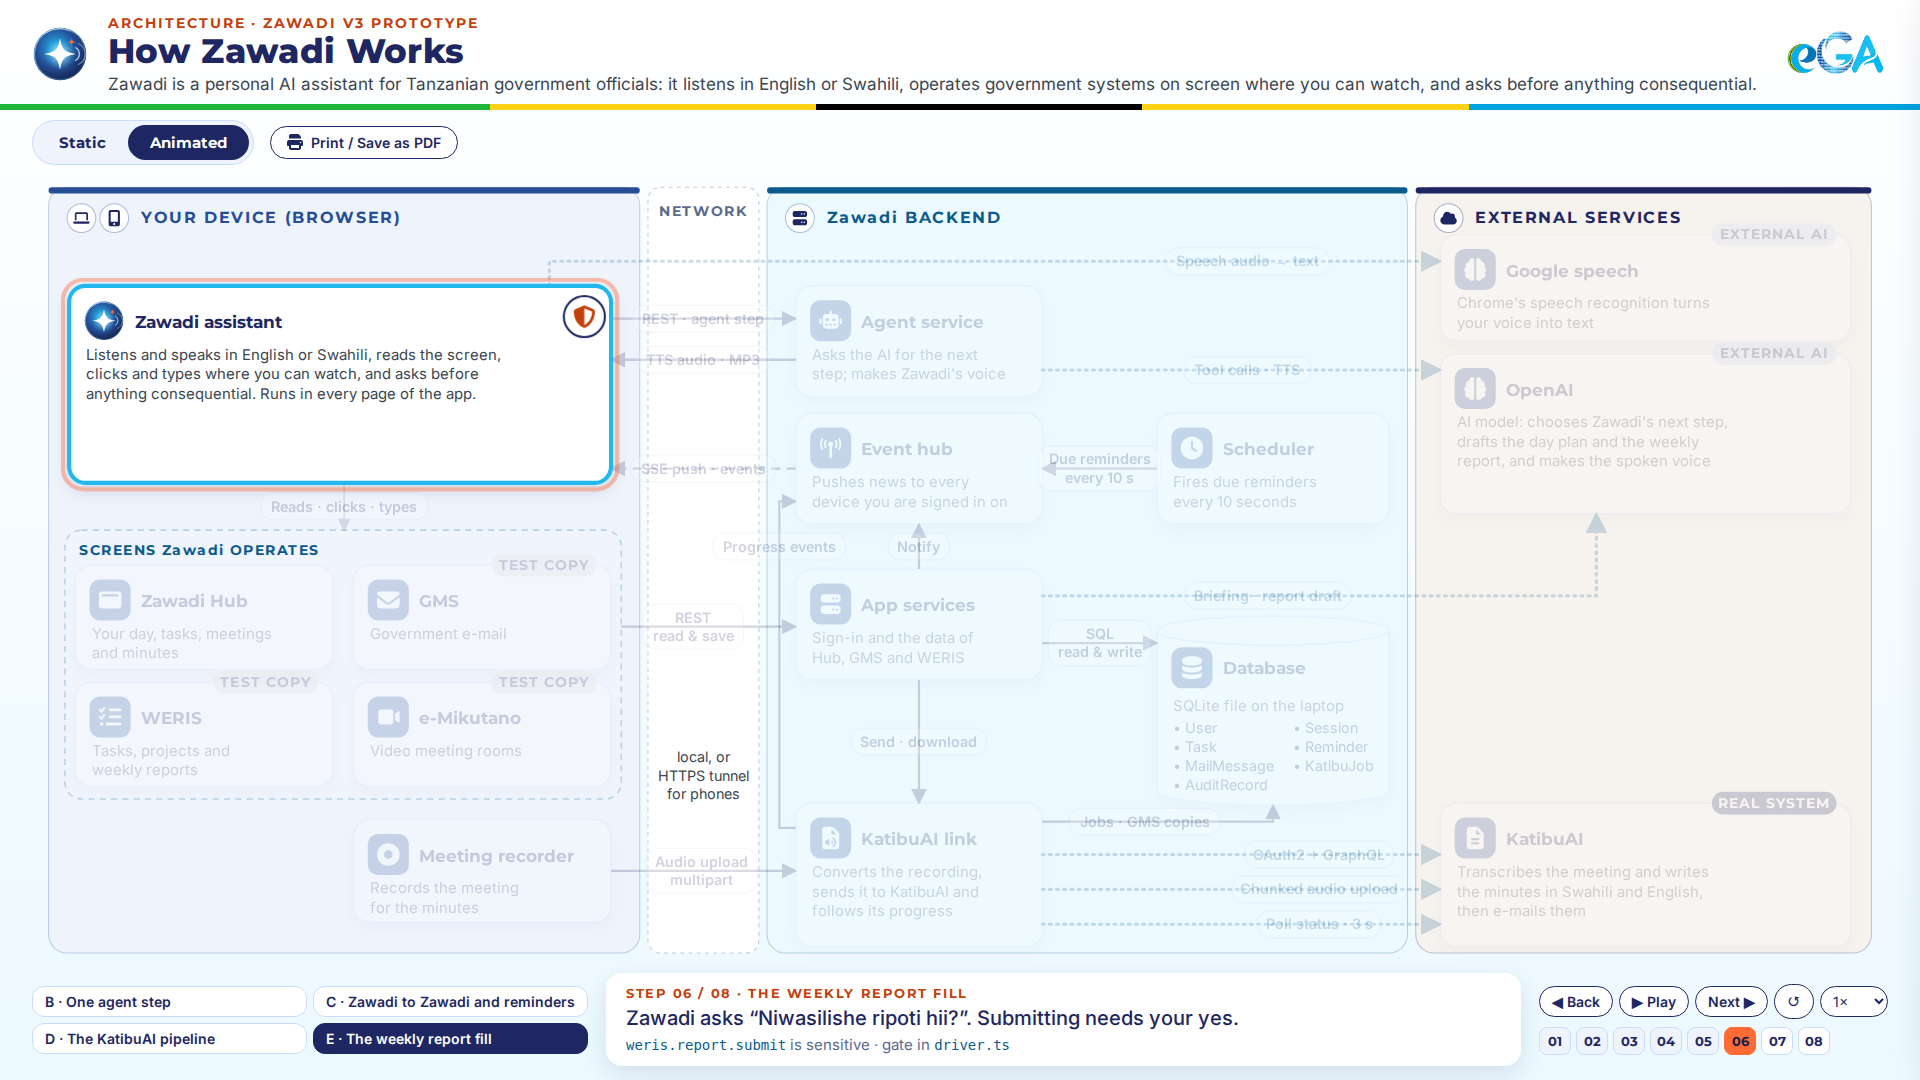 ARCHITECTURE · ZAWADI V3 PROTOTYPE
How Zawadi Works
Zawadi is a personal AI assistant for Tanzanian government officials: it listens in English or Swahili, operates government systems on screen where you can watch, and asks before anything consequential.
eGA
Static
Animated
Print / Save as PDF
YOUR DEVICE (BROWSER)
Zawadi assistant
Listens and speaks in English or Swahili, reads the screen,
clicks and types where you can watch, and asks before
anything consequential. Runs in every page of the app.
Reads · clicks · types
SCREENS Zawadi OPERATES
Zawadi Hub
Your day, tasks, meetings
and minutes
TEST COPY
GMS
Government e-mail
TEST COPY
WERIS
Tasks, projects and
weekly reports
TEST COPY
e-Mikutano
Video meeting rooms
Meeting recorder
Records the meeting
for the minutes
NETWORK
REST · agent step
TTS audio · MP3
SSE push · events
Progress events
REST
read & save
local, or
HTTPS tunnel
for phones
Audio upload
multipart
Zawadi BACKEND
Speech audio → text
Agent service
Asks the AI for the next
step; makes Zawadi's voice
Tool calls · TTS
Event hub
Pushes news to every
device you are signed in on
Due reminders
every 10 s
Scheduler
Fires due reminders
every 10 seconds
Notify
App services
Sign-in and the data of
Hub, GMS and WERIS
Briefing · report draft
SQL
read & write
Database
SQLite file on the laptop
• User
• Session
• Task
• Reminder
• MailMessage
• KatibuJob
• AuditRecord
Send · download
KatibuAI link
Converts the recording,
sends it to KatibuAI and
follows its progress
Jobs · GMS copies
OAuth2 + GraphQL
Chunked audio upload
Poll status · 3 s
EXTERNAL SERVICES
EXTERNAL AI
Google speech
Chrome's speech recognition turns
your voice into text
EXTERNAL AI
OpenAI
AI model: chooses Zawadi's next step,
drafts the day plan and the weekly
report, and makes the spoken voice
REAL SYSTEM
KatibuAI
Transcribes the meeting and writes
the minutes in Swahili and English,
then e-mails them
B · One agent step
C · Zawadi to Zawadi and reminders
D · The KatibuAI pipeline
E · The weekly report fill
STEP 06 / 08 · THE WEEKLY REPORT FILL
Zawadi asks “Niwasilishe ripoti hii?”. Submitting needs your yes.
weris.report.submit is sensitive · gate in driver.ts
◀ Back
▶ Play
Next ▶
↺
1×
01
02
03
04
05
06
07
08